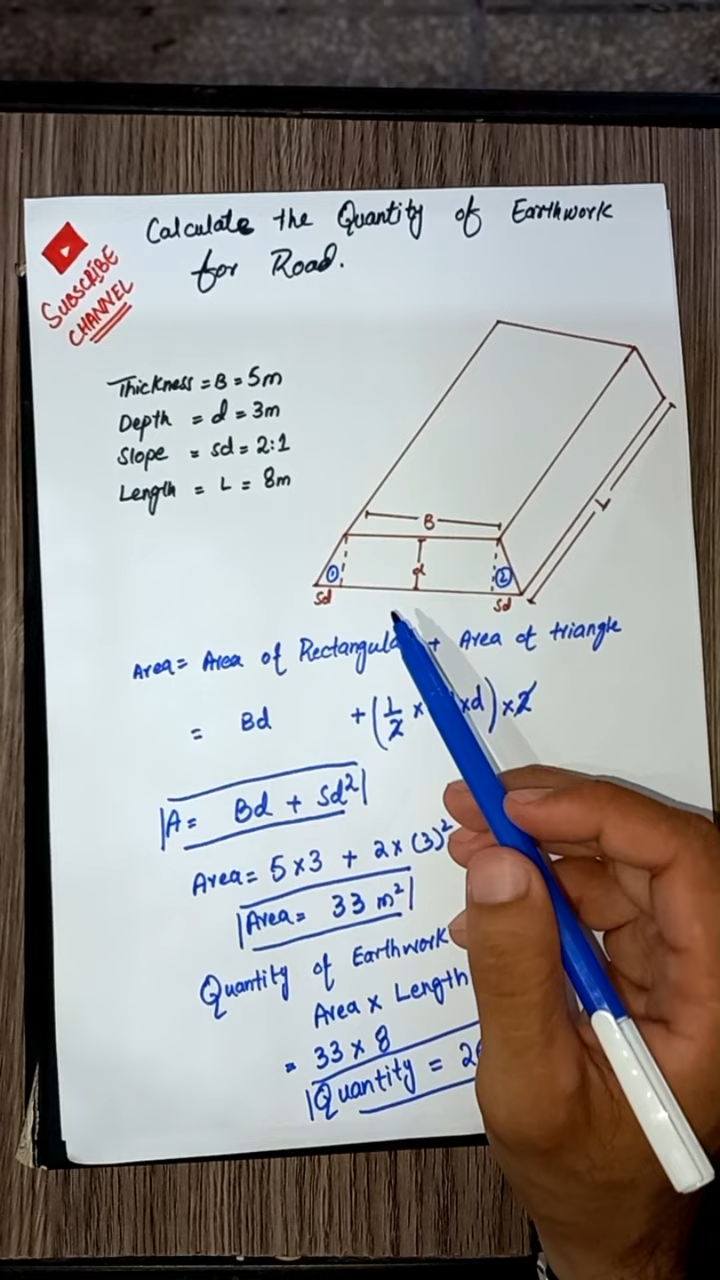 Calculate the Quantity of Earthwork
for Road.
SUBSCRIBE
CHANNEL
Thickness = B = 5m
Depth = d = 3m
Slope = Sd = 2:1
Length = L = 8m
B
L
d
① ②
Sd Sd
Area = Area of + Area of triangle
= Bd + (1/2 × ×d) × 2
A = Bd + Sd²
Area = 5×3 + 2×(3)²
Area = 33 m²
Quantity of Earthwork
Area × Length
= 33 × 8
Quantity =